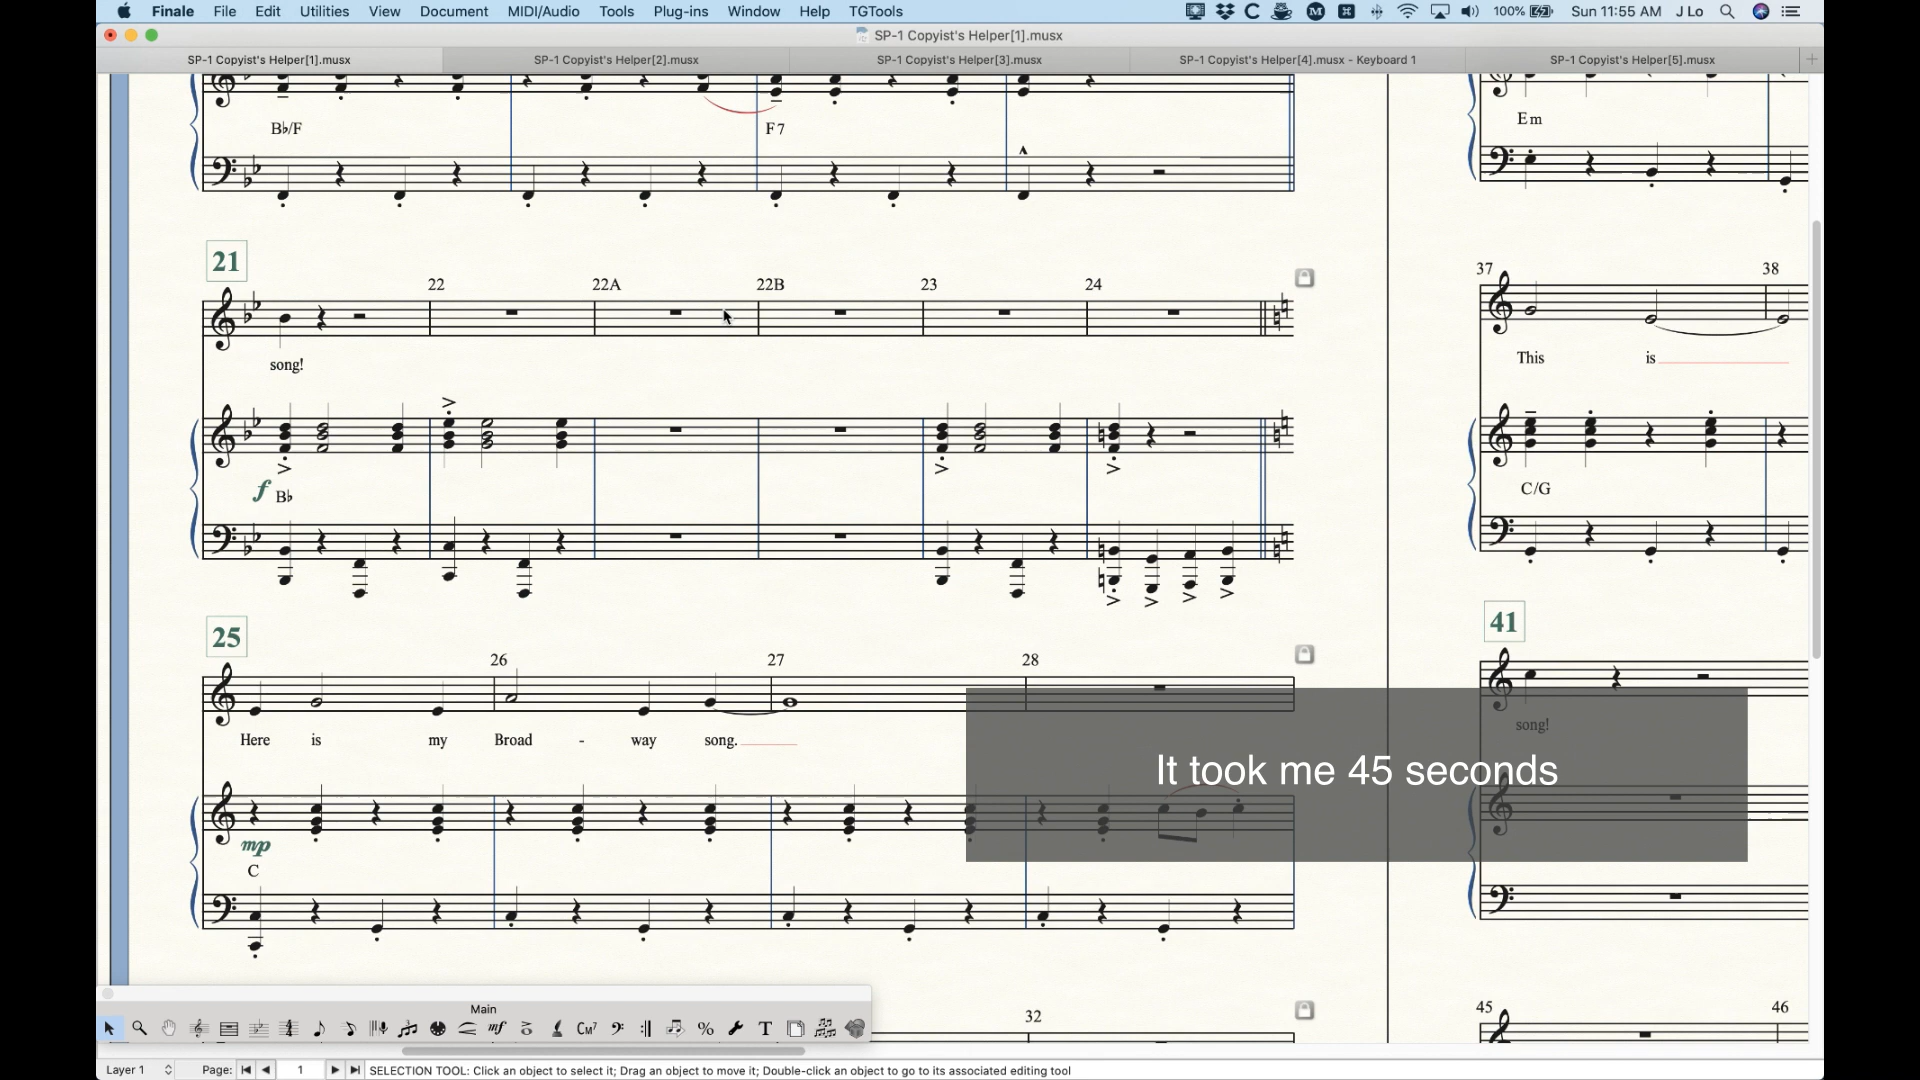 Finale File Edit Utilities View Document MIDI/Audio Tools Plug-ins Window Help TGTools 100% Sun 11:55 AM J Lo
SP-1 Copyist's Helper[1].musx
SP-1 Copyist's Helper[1].musx SP-1 Copyist's Helper[2].musx SP-1 Copyist's Helper[3].musx SP-1 Copyist's Helper[4].musx - Keyboard 1 SP-1 Copyist's Helper[5].musx
B♭/F F7
21 22 22A 22B 23 24
song!
f B♭
25 26 27 28
Here is my Broad - way song.
mp
C
32
Em
37 38
This is
C/G
41
song!
45 46
It took me 45 seconds
Main
mf CM7 % T
Layer 1 Page: 1 SELECTION TOOL: Click an object to select it; Drag an object to move it; Double-click an object to go to its associated editing tool